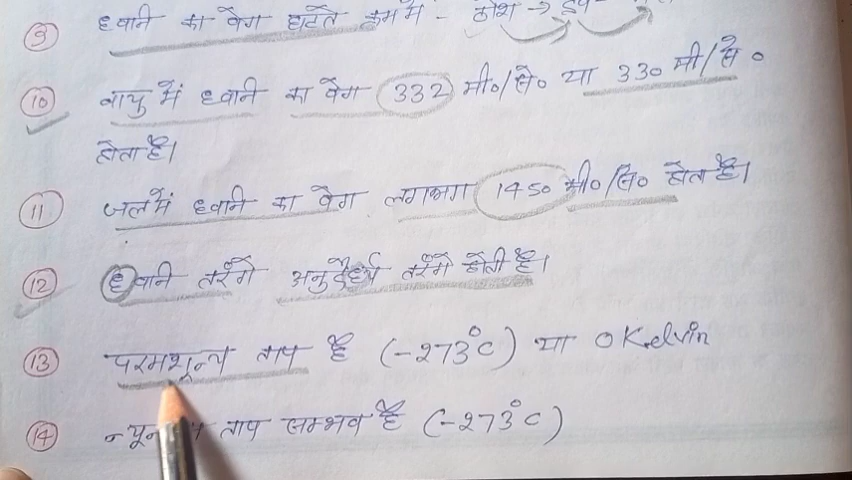 9 ध्वनि का वेग घटते क्रम में - ठोस → द्रव
10 वायु में ध्वनि का वेग 332 मी०/से० या 330 मी/से०
होता है।
11 जल में ध्वनि का वेग लगभग 1450 मी०/से० होता है।
12 ध्वनि तरंगे अनुदैर्ध्य तरंगे होती है।
13 परमशून्य ताप है (-273°C) या 0 Kelvin
14 ताप सम्भव है (-273°C)